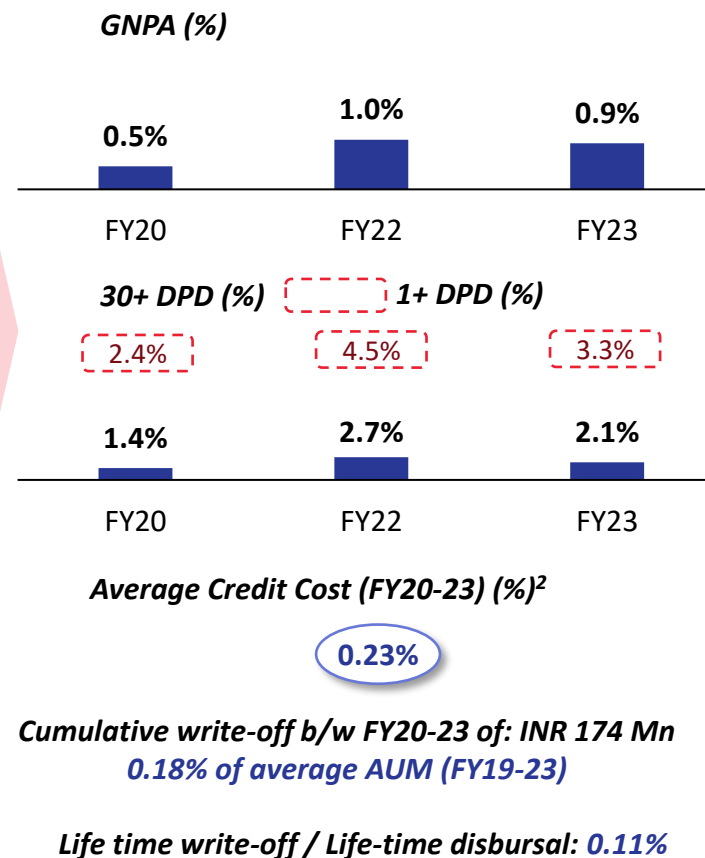 GNPA (%)
0.5% 1.0% 0.9%
FY20 FY22 FY23
30+ DPD (%) 1+ DPD (%)
2.4% 4.5% 3.3%
1.4% 2.7% 2.1%
FY20 FY22 FY23
Average Credit Cost (FY20-23) (%)²
0.23%
Cumulative write-off b/w FY20-23 of: INR 174 Mn
0.18% of average AUM (FY19-23)
Life time write-off / Life-time disbursal: 0.11%